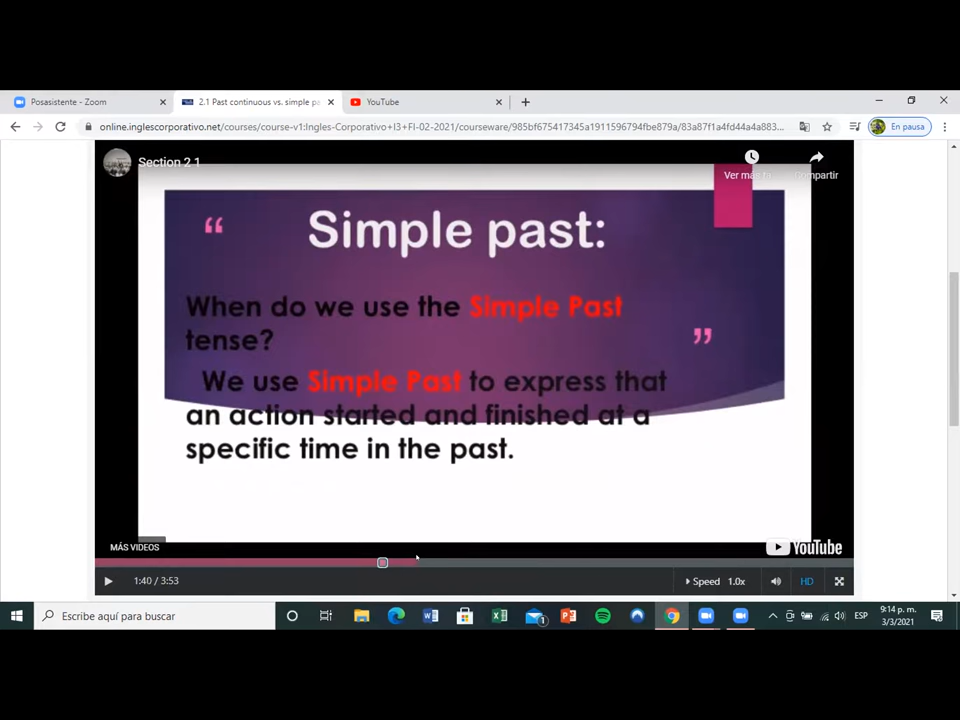 Posasistente - Zoom
2.1 Past continuous vs. simple pa
YouTube
online.inglescorporativo.net/courses/course-v1:Ingles-Corporativo+I3+FI-02-2021/courseware/985bf675417345a1911596794fbe879a/83a87f1a4fd44a4a883...
En pausa
Section 2 1
Ver más
Compartir
“
Simple past:
When do we use the Simple Past
tense?
”
We use Simple Past to express that
an action started and finished at a
specific time in the past.
MÁS VIDEOS
YouTube
1:40 / 3:53
Speed 1.0x
HD
Escribe aquí para buscar
1
ESP
9:14 p. m.
3/3/2021